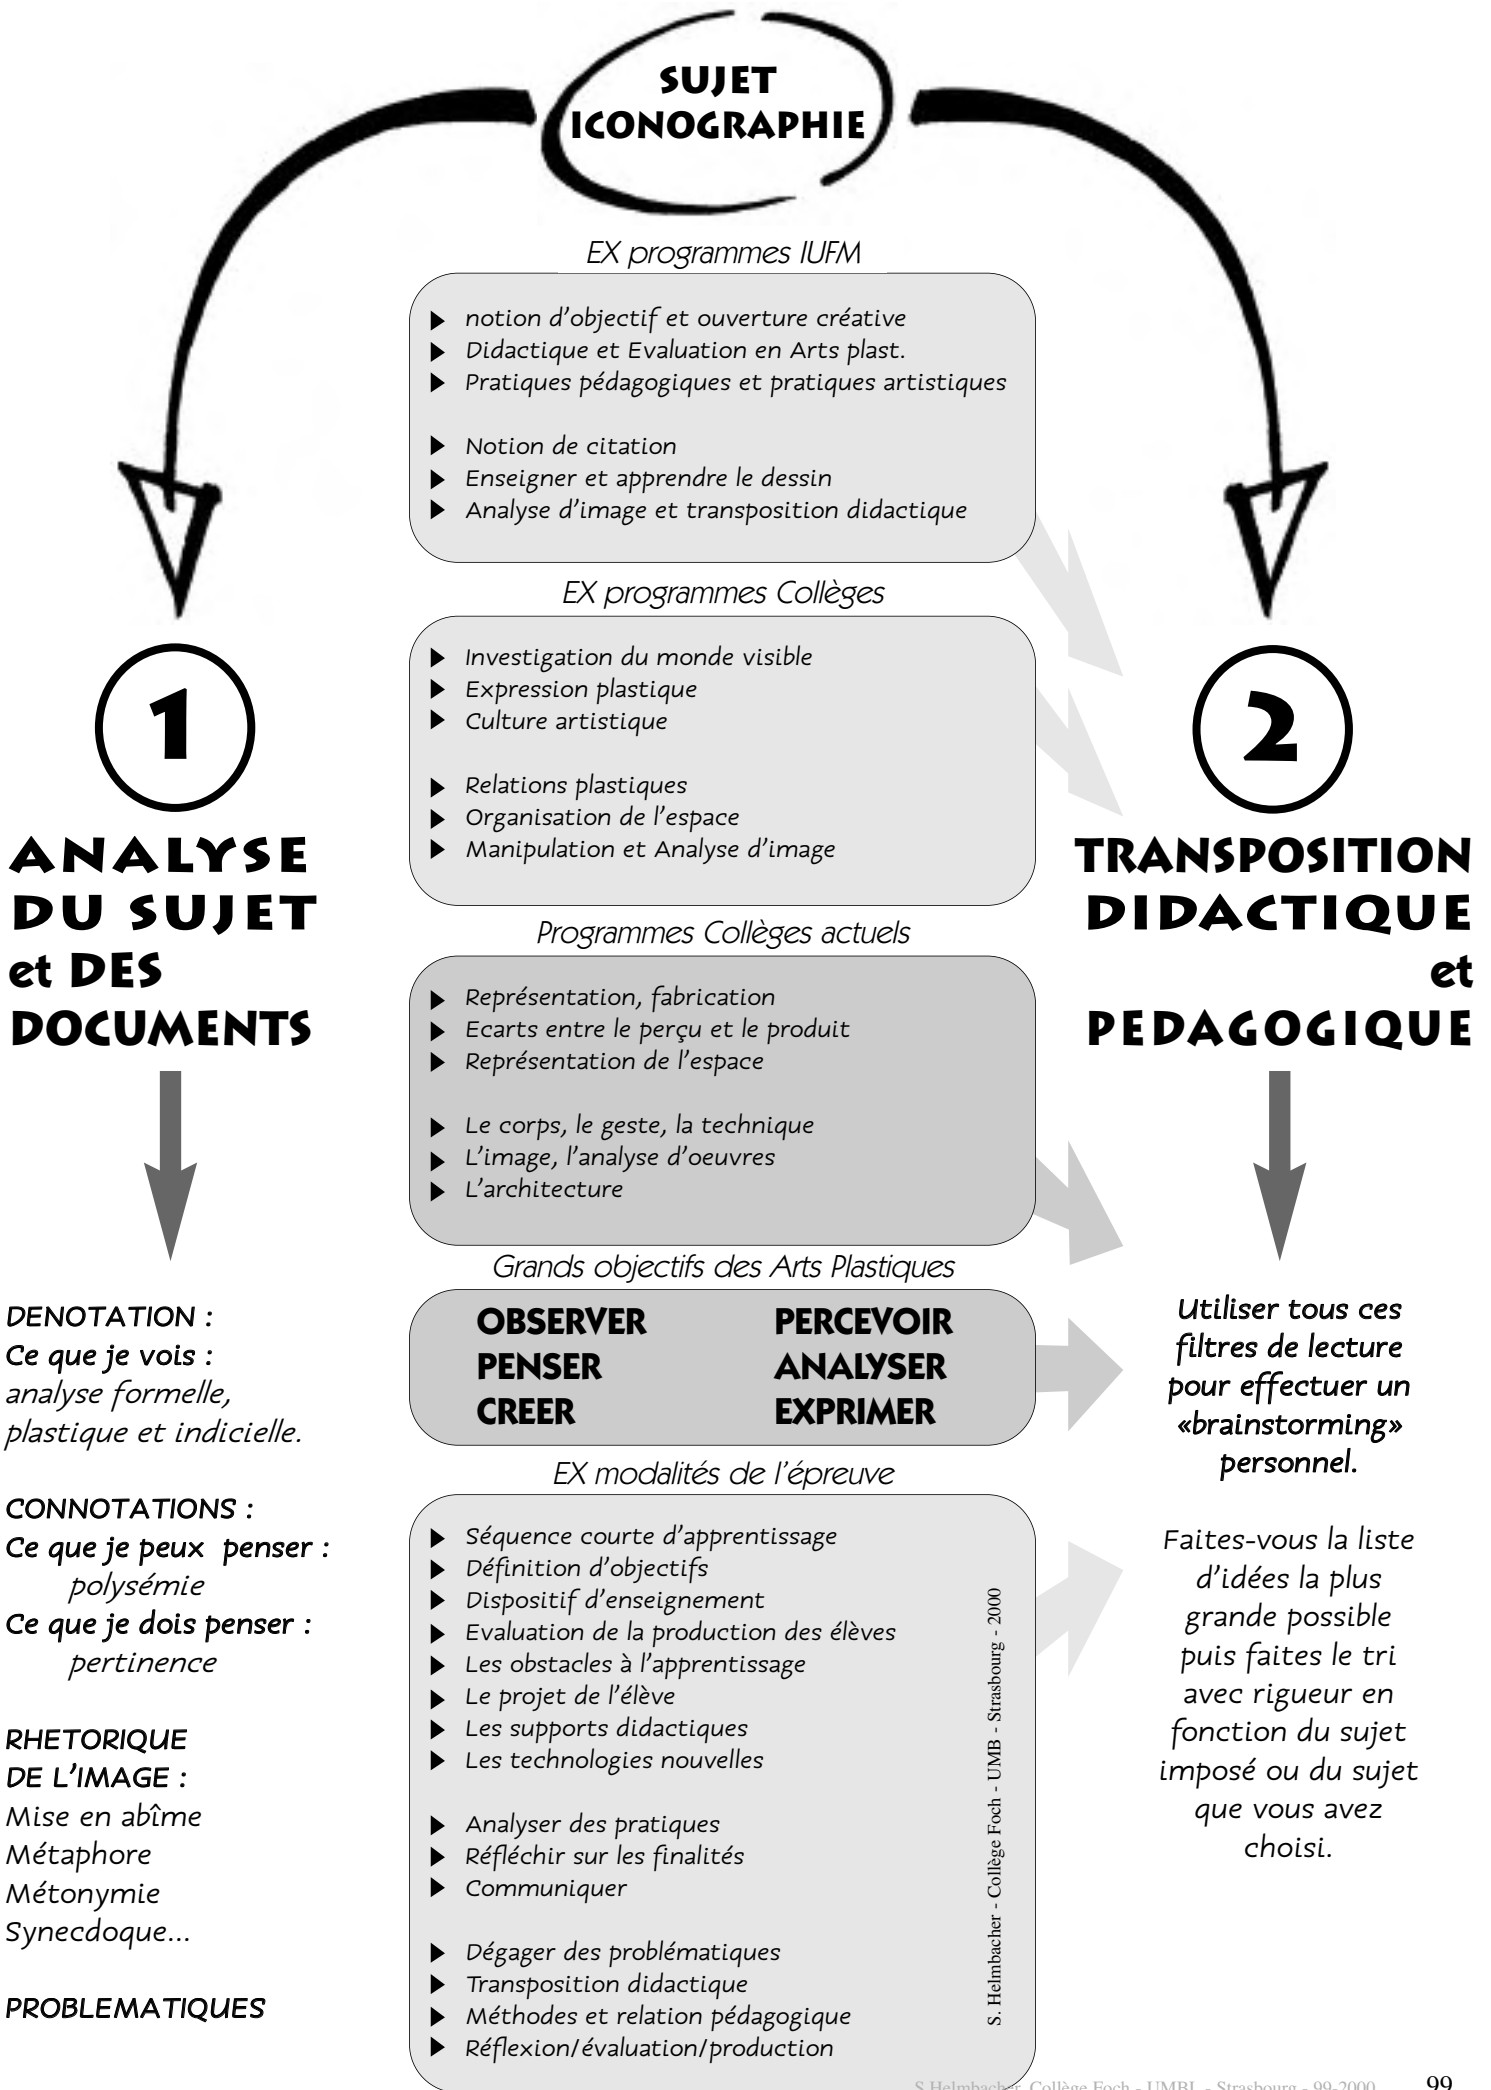 SUJET
ICONOGRAPHIE
EX programmes IUFM
notion d'objectif et ouverture créative
Didactique et Evaluation en Arts plast.
Pratiques pédagogiques et pratiques artistiques
Notion de citation
Enseigner et apprendre le dessin
Analyse d'image et transposition didactique
EX programmes Collèges
Investigation du monde visible
Expression plastique
Culture artistique
Relations plastiques
Organisation de l'espace
Manipulation et Analyse d'image
Programmes Collèges actuels
Représentation, fabrication
Ecarts entre le perçu et le produit
Représentation de l'espace
Le corps, le geste, la technique
L'image, l'analyse d'oeuvres
L'architecture
Grands objectifs des Arts Plastiques
OBSERVER PERCEVOIR
PENSER ANALYSER
CREER EXPRIMER
EX modalités de l'épreuve
Séquence courte d'apprentissage
Définition d'objectifs
Dispositif d'enseignement
Evaluation de la production des élèves
Les obstacles à l'apprentissage
Le projet de l'élève
Les supports didactiques
Les technologies nouvelles
Analyser des pratiques
Réfléchir sur les finalités
Communiquer
Dégager des problématiques
Transposition didactique
Méthodes et relation pédagogique
Réflexion/évaluation/production
S. Helmbacher - Collège Foch - UMB - Strasbourg - 2000
1
ANALYSE
DU SUJET
et DES
DOCUMENTS
DENOTATION :
Ce que je vois :
analyse formelle,
plastique et indicielle.
CONNOTATIONS :
Ce que je peux penser :
polysémie
Ce que je dois penser :
pertinence
RHETORIQUE
DE L'IMAGE :
Mise en abîme
Métaphore
Métonymie
Synecdoque...
PROBLEMATIQUES
2
TRANSPOSITION
DIDACTIQUE
et
PEDAGOGIQUE
Utiliser tous ces
filtres de lecture
pour effectuer un
«brainstorming»
personnel.
Faites-vous la liste
d'idées la plus
grande possible
puis faites le tri
avec rigueur en
fonction du sujet
imposé ou du sujet
que vous avez
choisi.
S.Helmbacher, Collège Foch - UMBL - Strasbourg - 99-2000
99